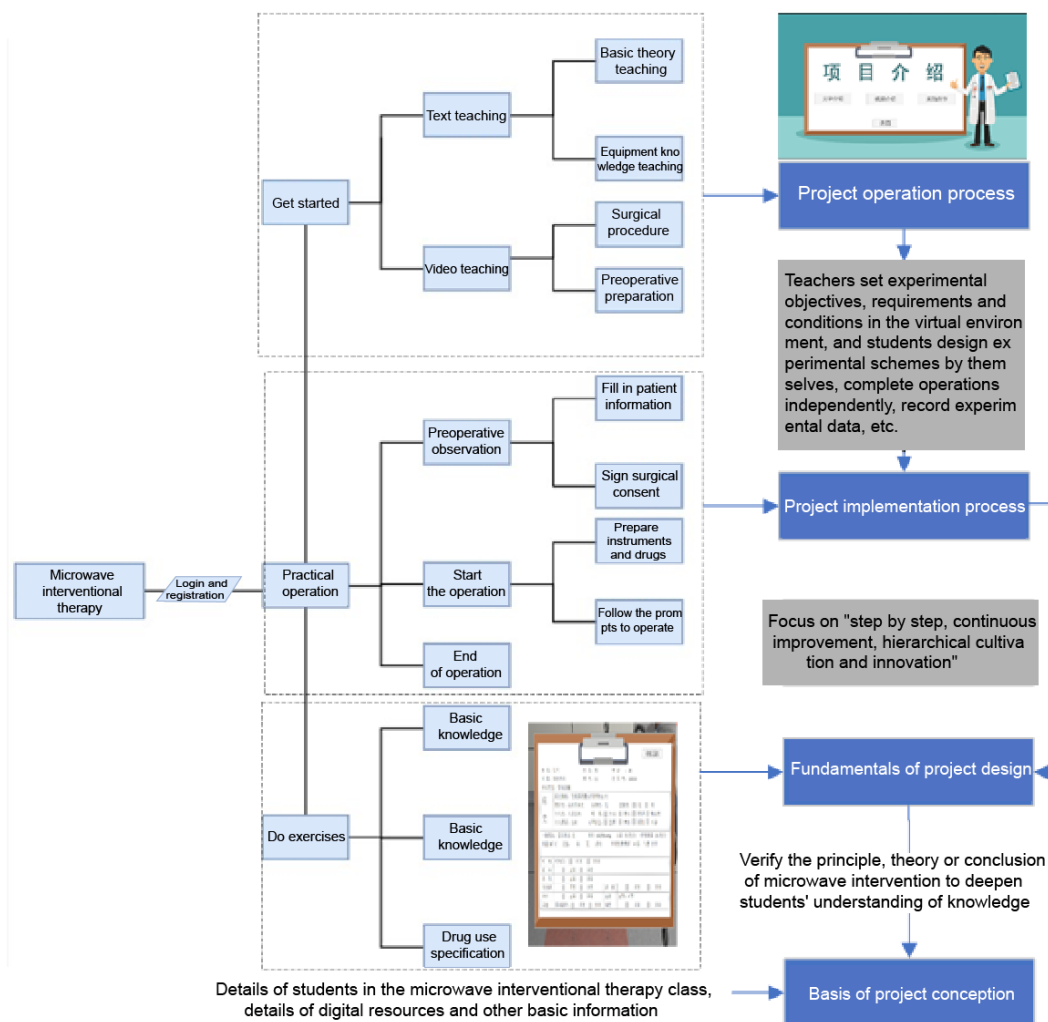 Basic theory
teaching
Text teaching
Equipment kno
wledge teaching
Get started
Surgical
procedure
Video teaching
Preoperative
preparation
项目介绍
Project operation process
Teachers set experimental
objectives, requirements and
conditions in the virtual environ
ment, and students design ex
perimental schemes by them
selves, complete operations
independently, record experim
ental data, etc.
Fill in patient
information
Preoperative
observation
Sign surgical
consent
Project implementation process
Prepare
instruments
and drugs
Microwave
interventional
therapy
Login and
registration
Practical
operation
Start
the operation
Follow the prom
pts to operate
End
of operation
Focus on "step by step, continuous
improvement, hierarchical cultiva
tion and innovation"
Basic
knowledge
Fundamentals of project design
Do exercises
Basic
knowledge
Verify the principle, theory or conclusion
of microwave intervention to deepen
students' understanding of knowledge
Drug use
specification
Details of students in the microwave interventional therapy class,
details of digital resources and other basic information
Basis of project conception